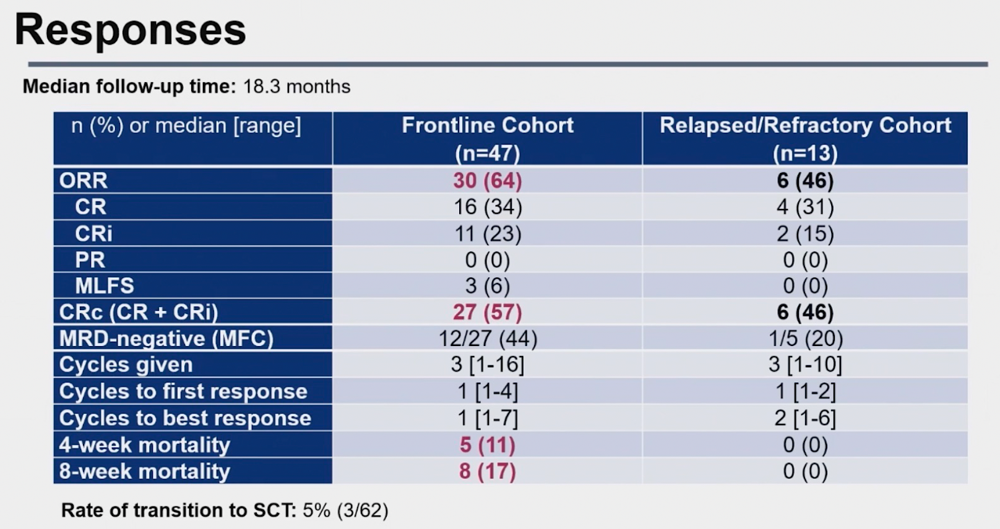 Responses
Median follow-up time: 18.3 months
n (%) or median [range] Frontline Cohort (n=47) Relapsed/Refractory Cohort (n=13)
ORR 30 (64) 6 (46)
CR 16 (34) 4 (31)
CRi 11 (23) 2 (15)
PR 0 (0) 0 (0)
MLFS 3 (6) 0 (0)
CRc (CR + CRi) 27 (57) 6 (46)
MRD-negative (MFC) 12/27 (44) 1/5 (20)
Cycles given 3 [1-16] 3 [1-10]
Cycles to first response 1 [1-4] 1 [1-2]
Cycles to best response 1 [1-7] 2 [1-6]
4-week mortality 5 (11) 0 (0)
8-week mortality 8 (17) 0 (0)
Rate of transition to SCT: 5% (3/62)